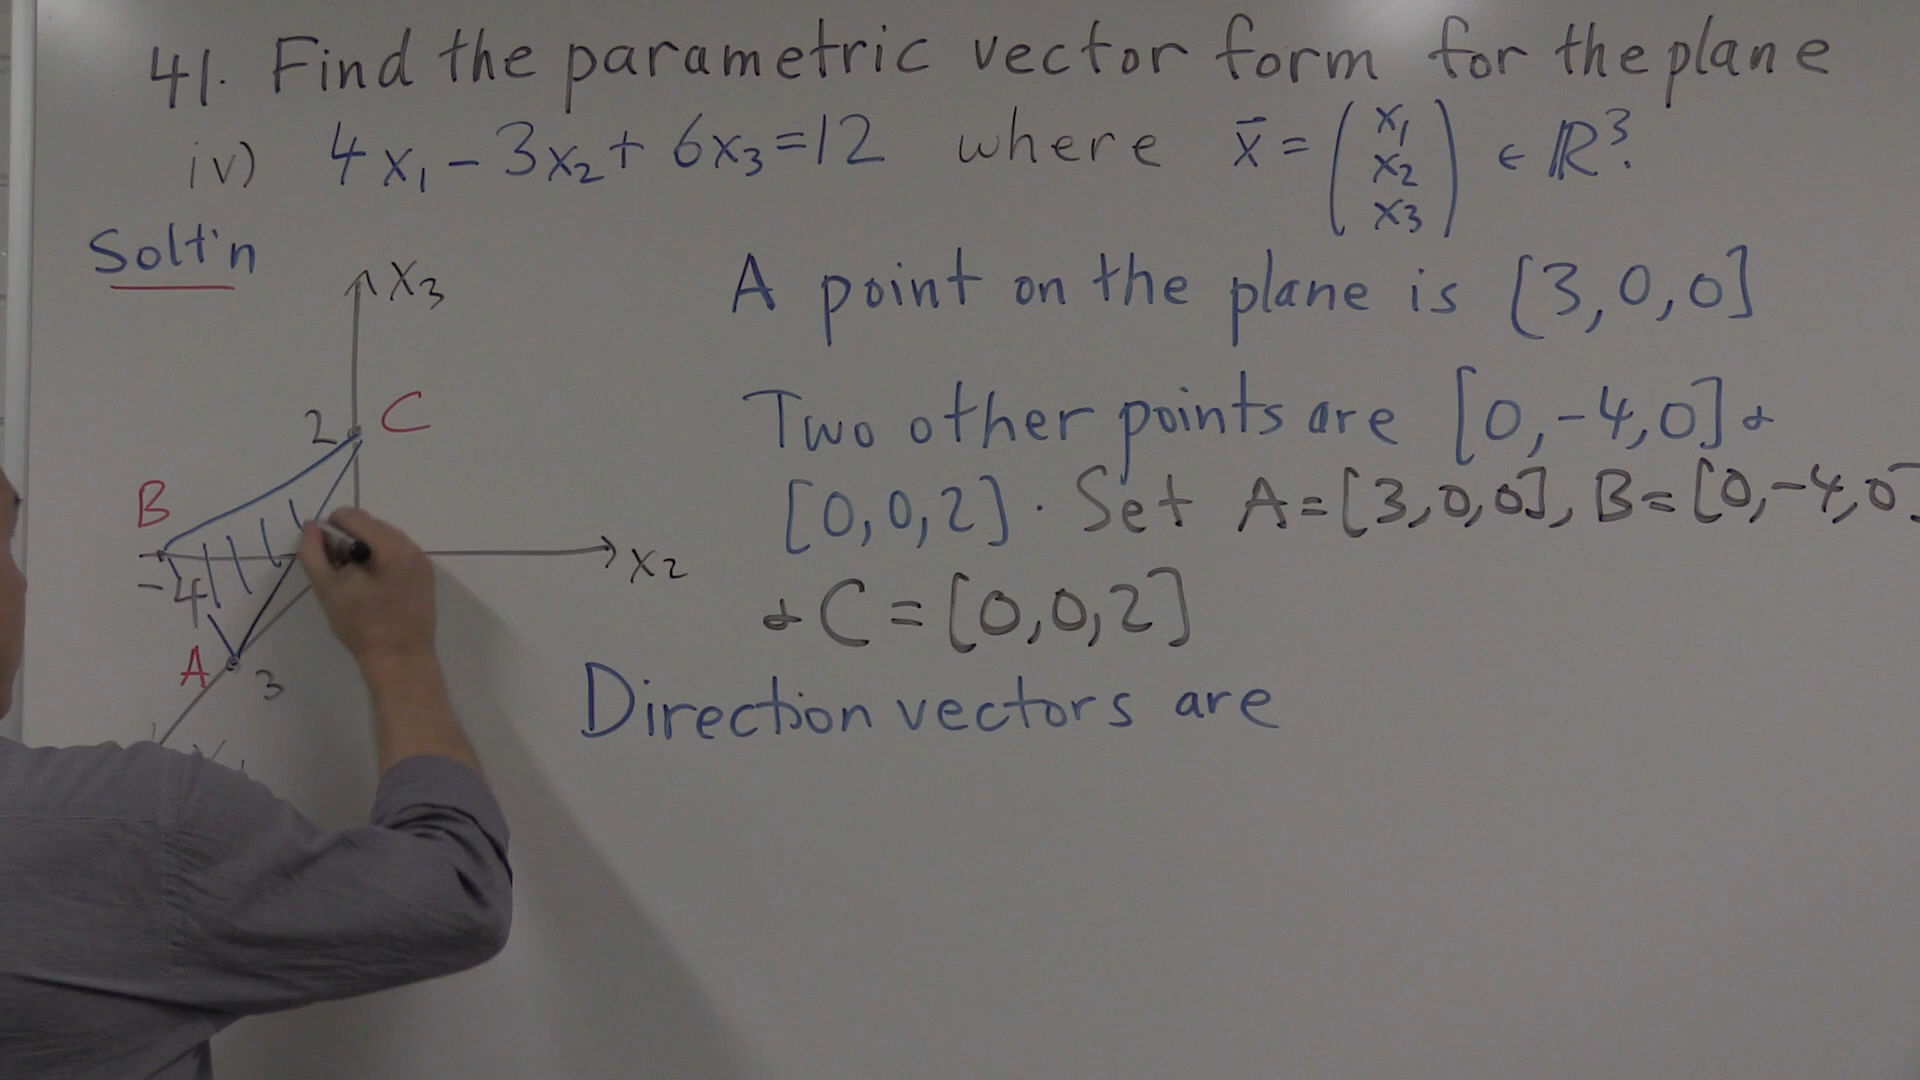 41. Find the parametric vector form for the plane
iv) 4x₁ - 3x₂ + 6x₃ = 12 where x̄ = (x₁ x₂ x₃) ∈ ℝ³.
Solt'n
x₃
A point on the plane is [3,0,0]
2 C
Two other points are [0,-4,0] &
B
[0,0,2]. Set A=[3,0,0], B=[0,-4,0]
x₂
-4
& C = [0,0,2]
A 3
Direction vectors are